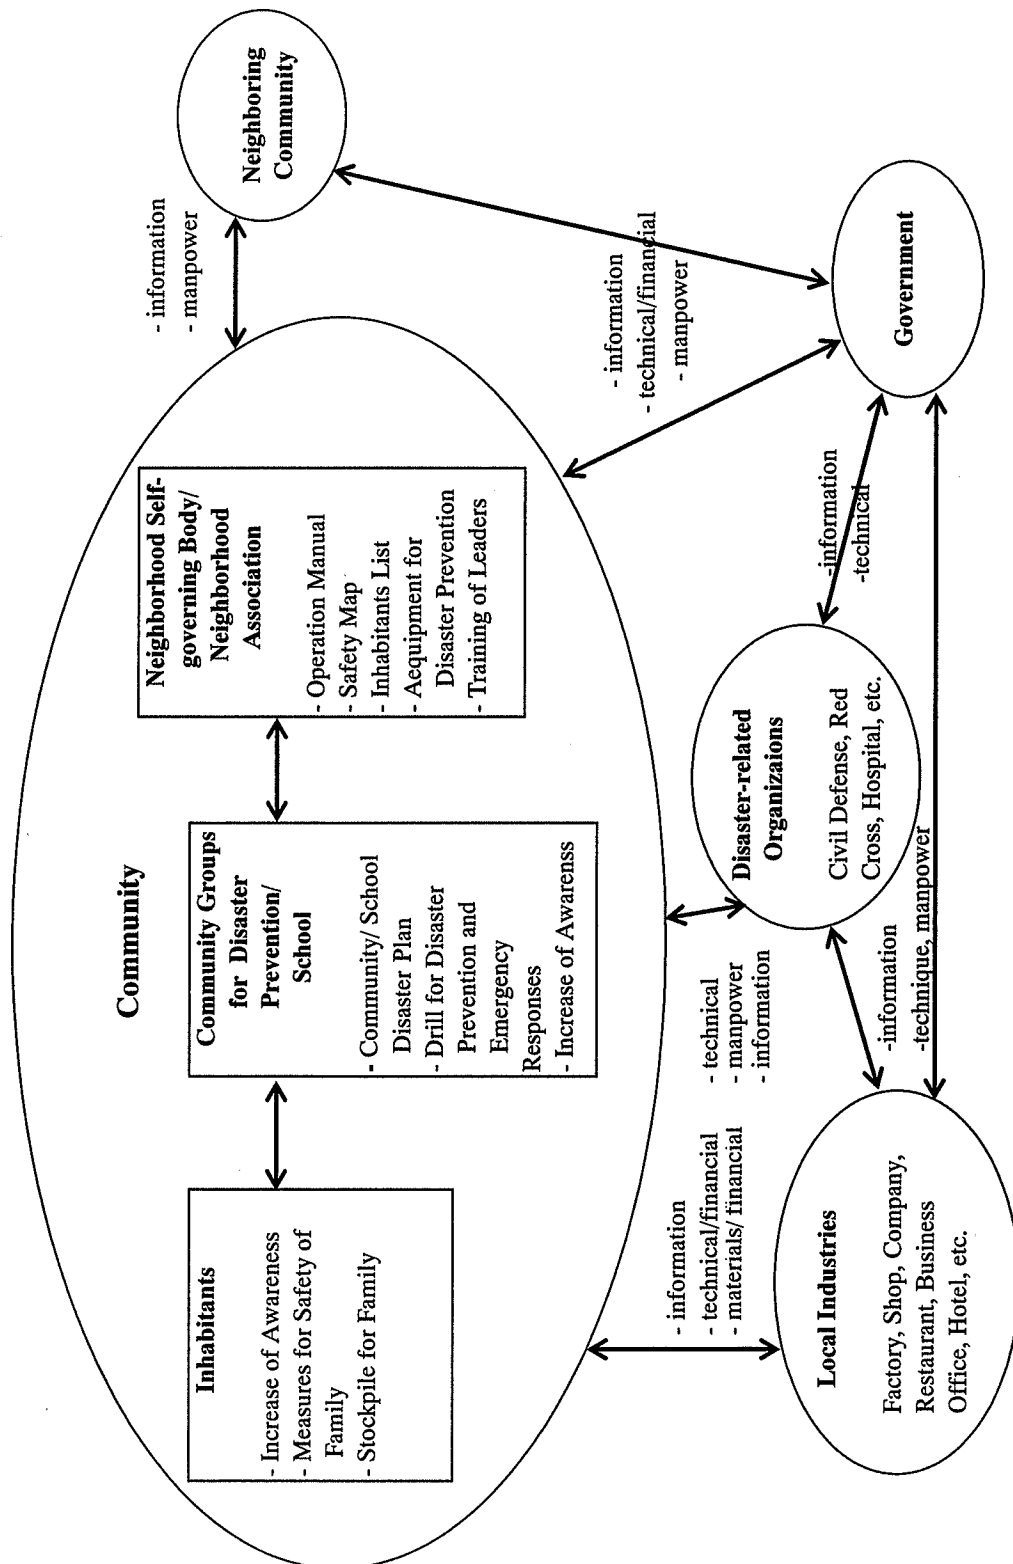 Community
Inhabitants
- Increase of Awareness
- Measures for Safety of
Family
- Stockpile for Family
Community Groups
for Disaster
Prevention/
School
- Community/ School
Disaster Plan
- Drill for Disaster
Prevention and
Emergency
Responses
- Increase of Awarenss
Neighborhood Self-
governing Body/
Neighborhood
Association
- Operation Manual
- Safety Map
- Inhabitants List
- Aequipment for
Disaster Prevention
- Training of Leaders
- information
- manpower
Neighboring
Community
- information
- technical/financial
- materials/ financial
- technical
- manpower
- information
- information
- technical/financial
- manpower
Local Industries
Factory, Shop, Company,
Restaurant, Business
Office, Hotel, etc.
-information
-technique, manpower
Disaster-related
Organizaions
Civil Defense, Red
Cross, Hospital, etc.
-information
-technical
Government